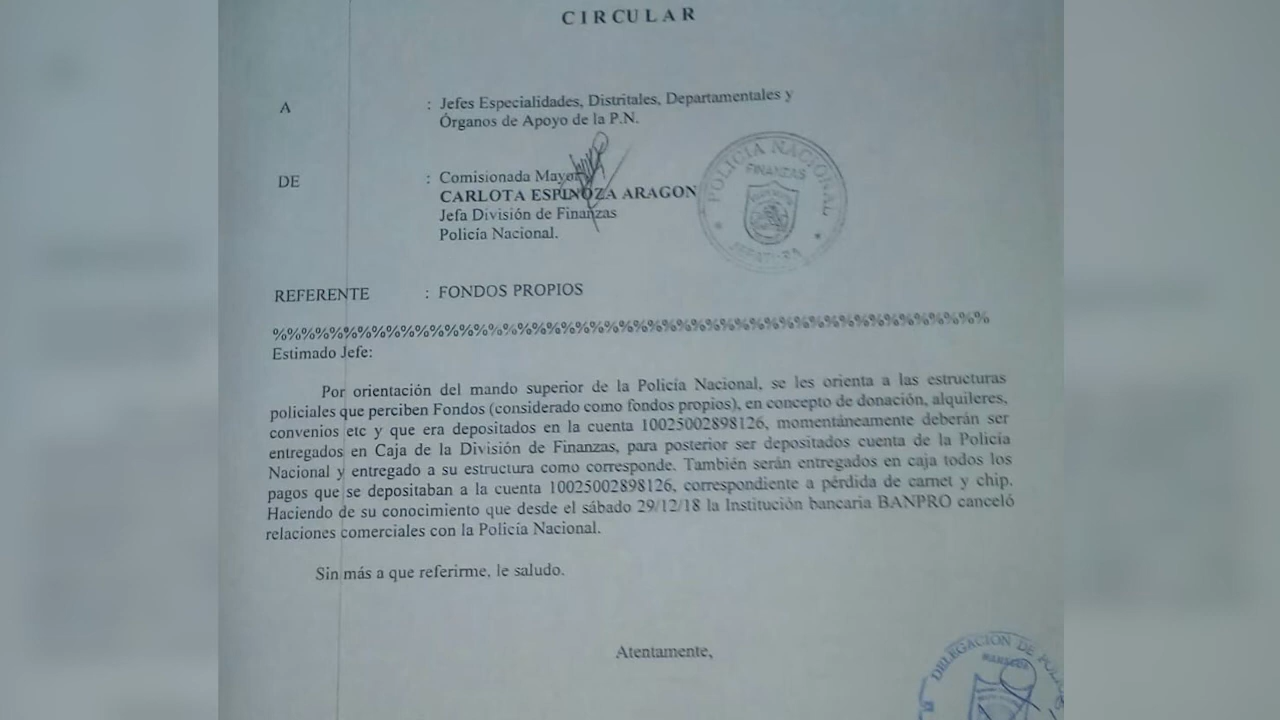 CIRCULAR
A : Jefes Especialidades, Distritales, Departamentales y
Órganos de Apoyo de la P.N.
DE : Comisionada Mayor
CARLOTA ESPINOZA ARAGON
Jefa División de Finanzas
Policía Nacional.
POLICIA NACIONAL
FINANZAS
JEFATURA
REFERENTE : FONDOS PROPIOS
%%%%%%%%%%%%%%%%%%%%%%%%%%%%%%%%%%%%%%%%%%%%%%%%%%
Estimado Jefe:
Por orientación del mando superior de la Policía Nacional, se les orienta a las estructuras
policiales que perciben Fondos (considerado como fondos propios), en concepto de donación, alquileres,
convenios etc y que era depositados en la cuenta 10025002898126, momentáneamente deberán ser
entregados en Caja de la División de Finanzas, para posterior ser depositados cuenta de la Policía
Nacional y entregado a su estructura como corresponde. También serán entregados en caja todos los
pagos que se depositaban a la cuenta 10025002898126, correspondiente a pérdida de carnet y chip.
Haciendo de su conocimiento que desde el sábado 29/12/18 la Institución bancaria BANPRO canceló
relaciones comerciales con la Policía Nacional.
Sin más a que referirme, le saludo.
Atentamente,
DELEGACION DE